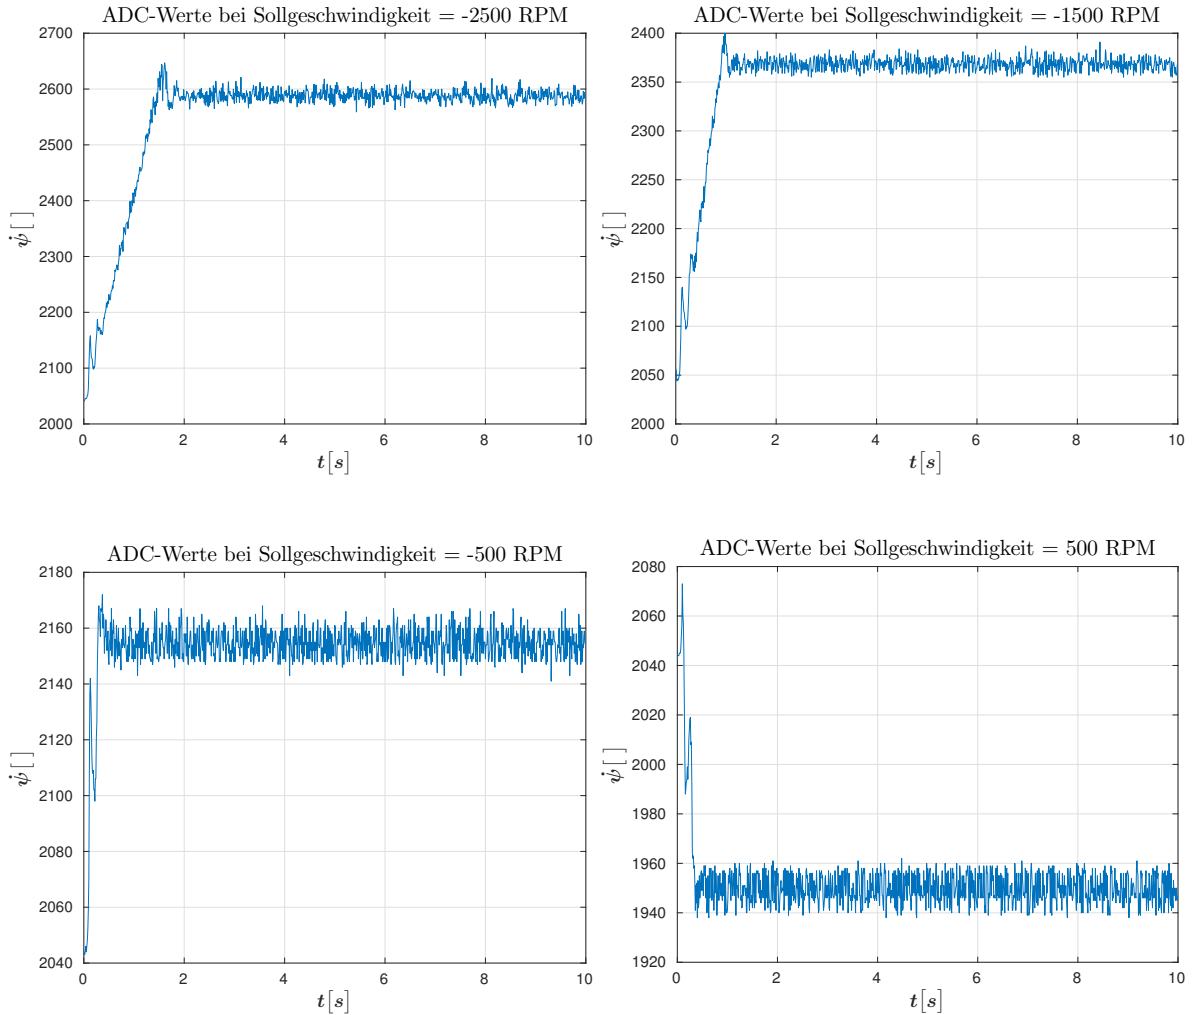 ADC-Werte bei Sollgeschwindigkeit = -2500 RPM
2700
2600
2500
2400
2300
2200
2100
2000
ψ̇[ ]
0 2 4 6 8 10
t[s]
ADC-Werte bei Sollgeschwindigkeit = -1500 RPM
2400
2350
2300
2250
2200
2150
2100
2050
2000
ψ̇[ ]
0 2 4 6 8 10
t[s]
ADC-Werte bei Sollgeschwindigkeit = -500 RPM
2180
2160
2140
2120
2100
2080
2060
2040
ψ̇[ ]
0 2 4 6 8 10
t[s]
ADC-Werte bei Sollgeschwindigkeit = 500 RPM
2080
2060
2040
2020
2000
1980
1960
1940
1920
ψ̇[ ]
0 2 4 6 8 10
t[s]